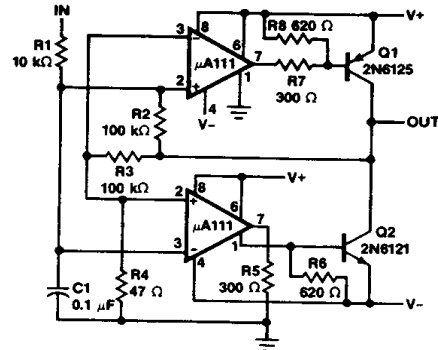 IN
R1
10 kΩ
3
8
2
μA111
6
7
1
4
V−
R8 620 Ω
R7
300 Ω
V+
Q1
2N6125
OUT
R2
100 kΩ
R3
100 kΩ
2
8
V+
3
μA111
6
7
1
4
R4
47 Ω
C1
0.1 μF
R5
300 Ω
R6
620 Ω
Q2
2N6121
V−